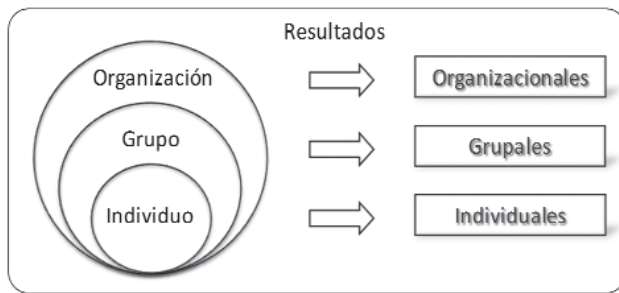 Resultados
Organización
Organizacionales
Grupo
Grupales
Individuo
Individuales